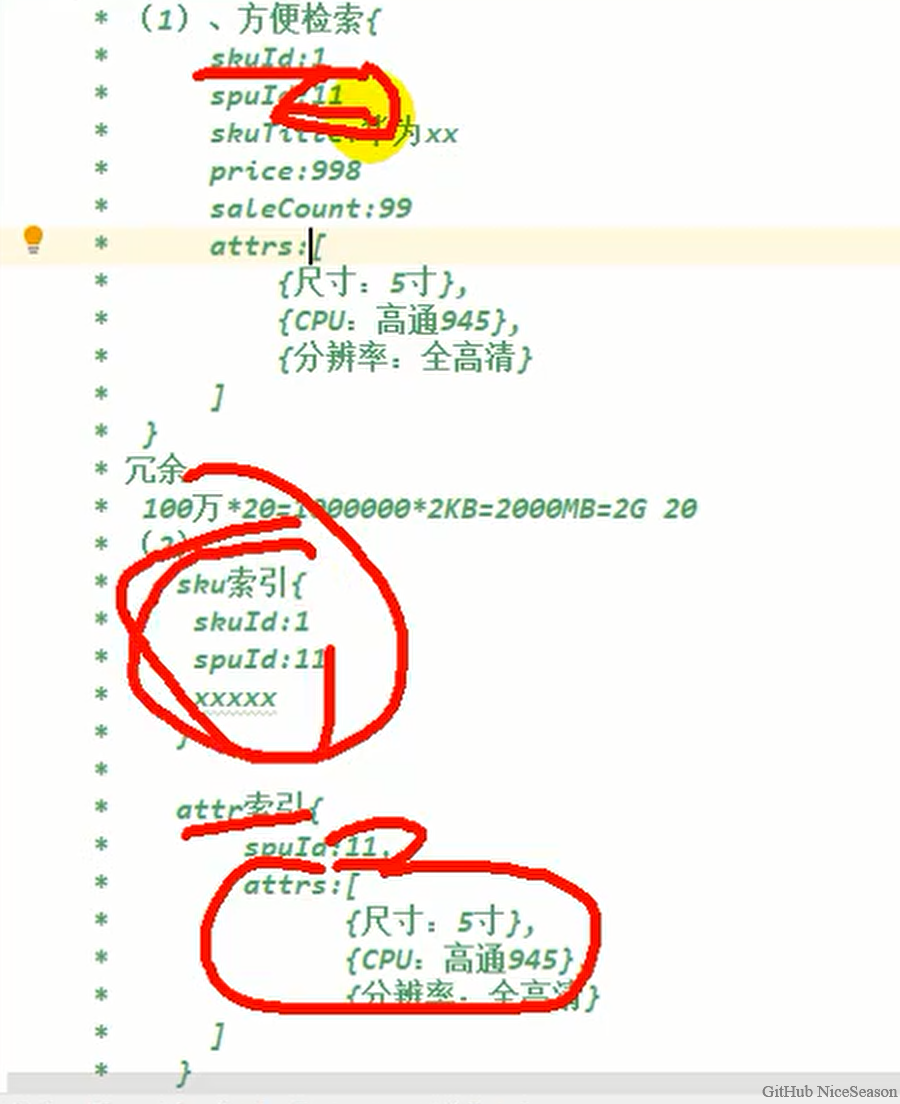 * （1）、方便检索{
* skuId:1
* spuId:11
* skuTitle:华为xx
* price:998
* saleCount:99
* attrs:[
* {尺寸：5寸},
* {CPU：高通945},
* {分辨率：全高清}
* ]
* }
* 冗余
* 100万*20=1000000*2KB=2000MB=2G 20
* （2）
* sku索引{
* skuId:1
* spuId:11
* xxxxx
* }
*
* attr索引{
* spuId:11,
* attrs:[
* {尺寸：5寸},
* {CPU：高通945},
* {分辨率：全高清}
* ]
* }
GitHub NiceSeason